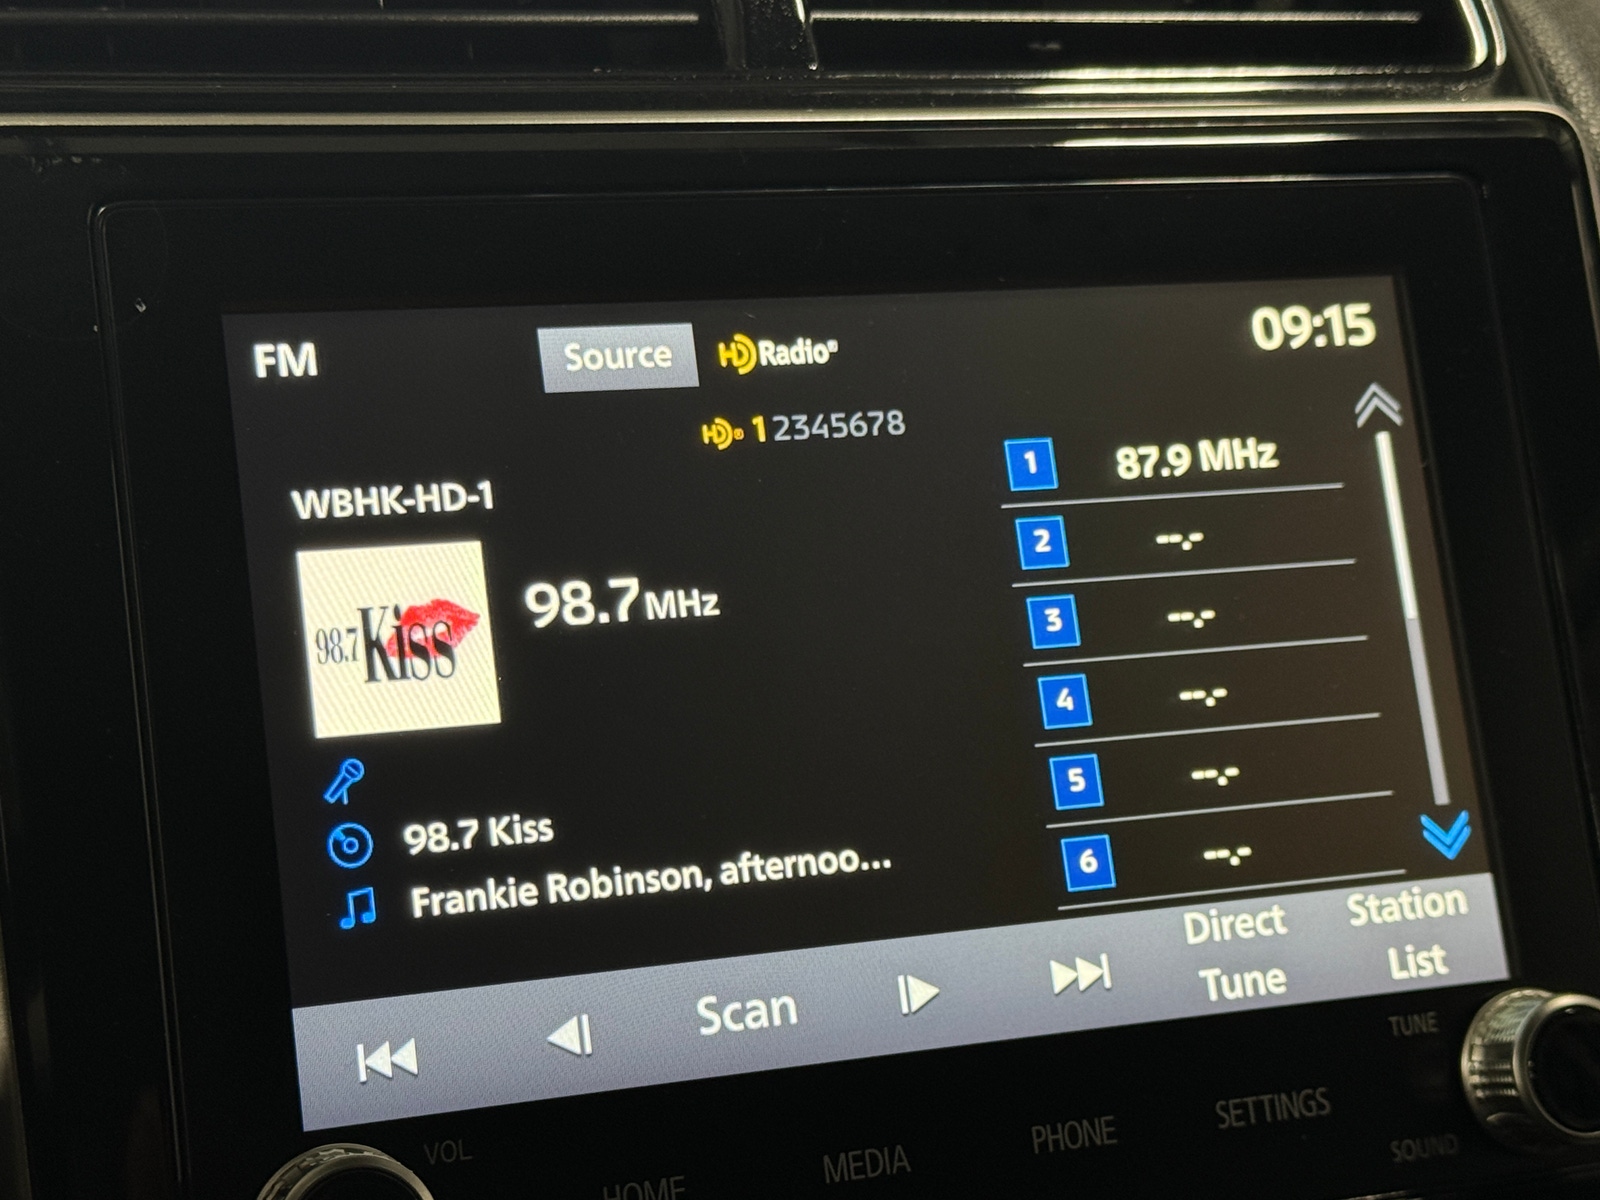 FM
Source
HD Radio®
09:15
HD® 12345678
WBHK-HD-1
98.7 Kiss
98.7 MHz
98.7 Kiss
Frankie Robinson, afternoo...
1 87.9 MHz
2 --.-
3 --.-
4 --.-
5 --.-
6 --.-
Scan
Direct
Tune
Station
List
VOL
HOME
MEDIA
PHONE
SETTINGS
TUNE
SOUND